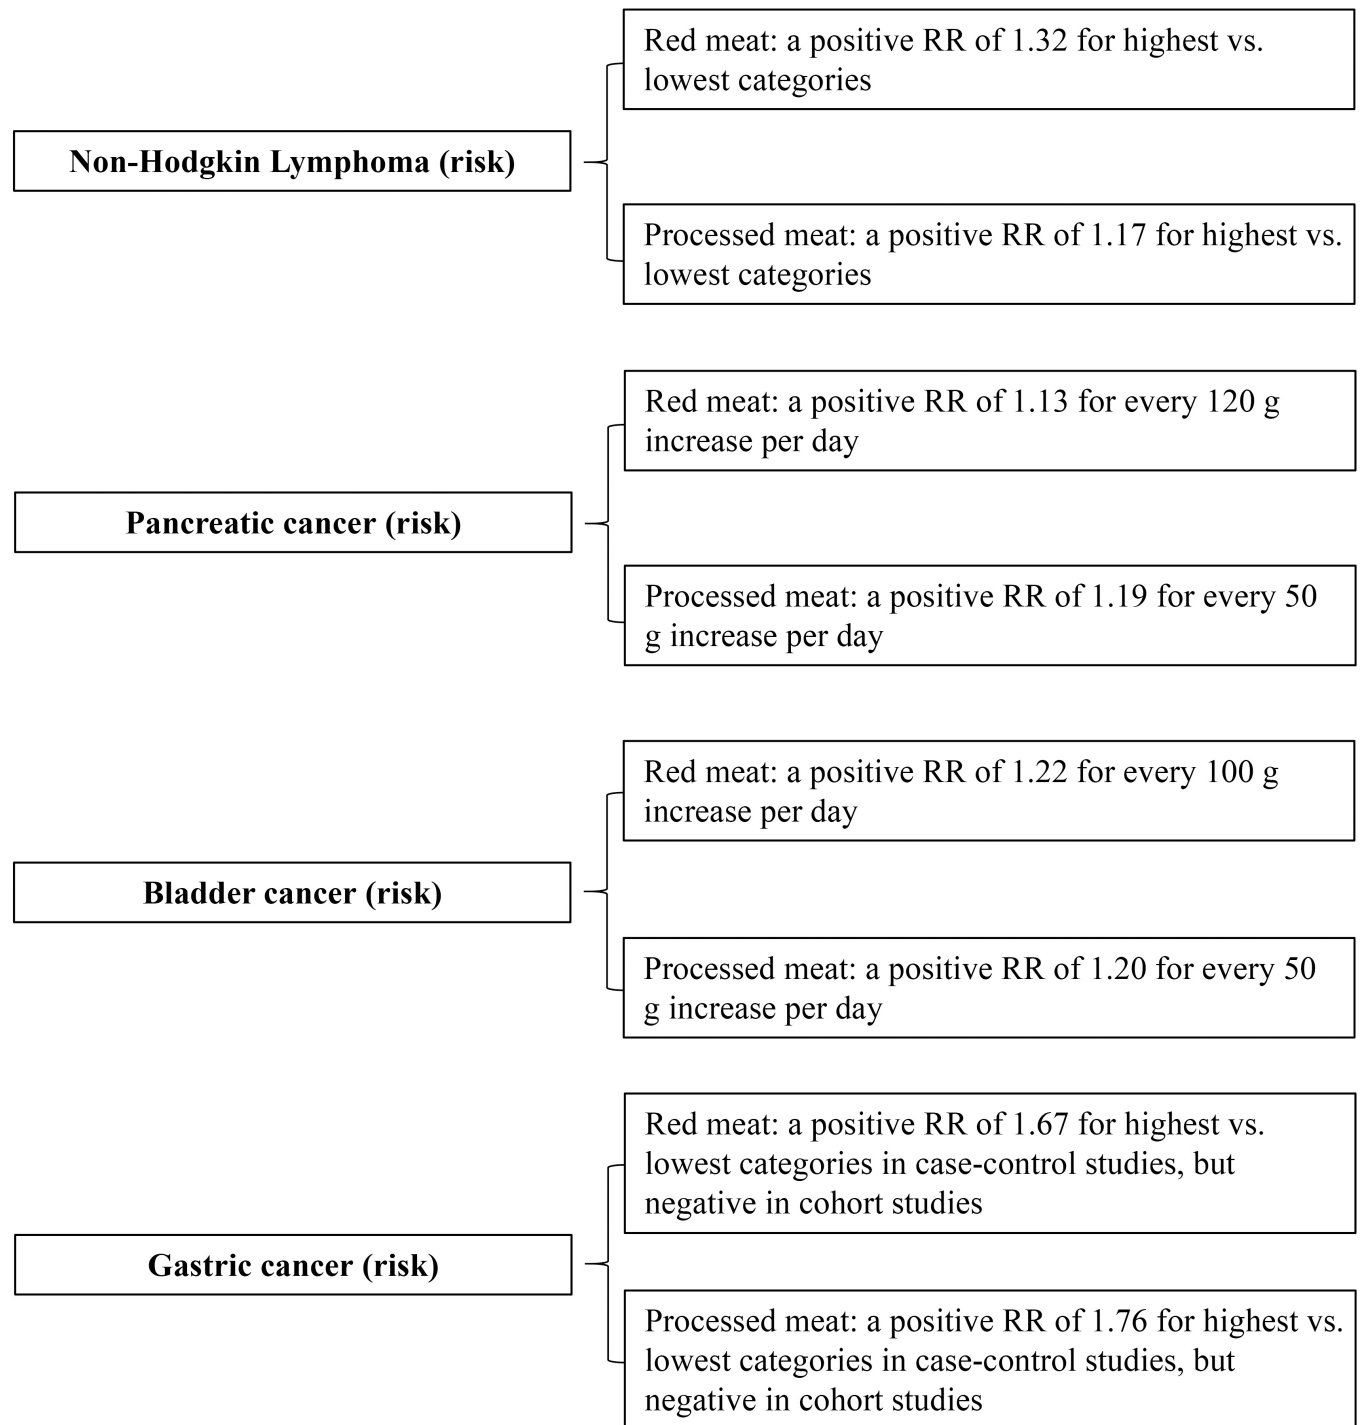 Non-Hodgkin Lymphoma (risk)
Red meat: a positive RR of 1.32 for highest vs.
lowest categories
Processed meat: a positive RR of 1.17 for highest vs.
lowest categories
Pancreatic cancer (risk)
Red meat: a positive RR of 1.13 for every 120 g
increase per day
Processed meat: a positive RR of 1.19 for every 50
g increase per day
Bladder cancer (risk)
Red meat: a positive RR of 1.22 for every 100 g
increase per day
Processed meat: a positive RR of 1.20 for every 50
g increase per day
Gastric cancer (risk)
Red meat: a positive RR of 1.67 for highest vs.
lowest categories in case-control studies, but
negative in cohort studies
Processed meat: a positive RR of 1.76 for highest vs.
lowest categories in case-control studies, but
negative in cohort studies